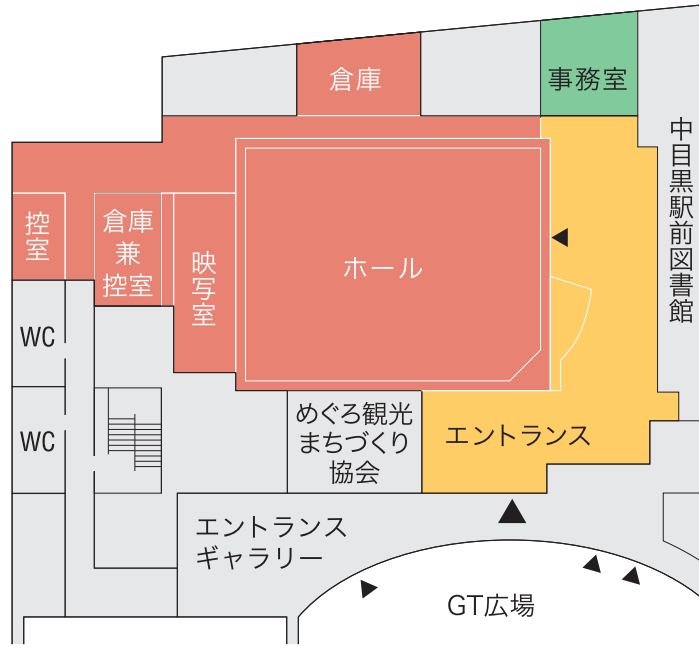 倉庫
事務室
中目黒駅前図書館
控室
倉庫
兼
控室
映写室
ホール
WC
WC
めぐろ観光
まちづくり
協会
エントランス
エントランス
ギャラリー
GT広場